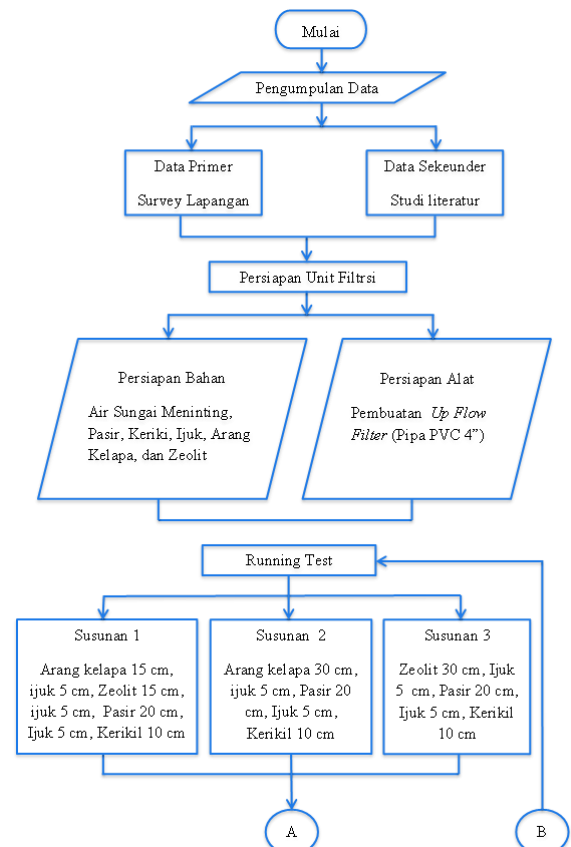 Mulai
Pengumpulan Data
Data Primer
Survey Lapangan
Data Sekeunder
Studi literatur
Persiapan Unit Filtrsi
Persiapan Bahan
Air Sungai Meninting,
Pasir, Keriki, Ijuk, Arang
Kelapa, dan Zeolit
Persiapan Alat
Pembuatan Up Flow
Filter (Pipa PVC 4”)
Running Test
Susunan 1
Arang kelapa 15 cm,
ijuk 5 cm, Zeolit 15 cm,
ijuk 5 cm, Pasir 20 cm,
Ijuk 5 cm, Kerikil 10 cm
Susunan 2
Arang kelapa 30 cm,
ijuk 5 cm, Pasir 20
cm, Ijuk 5 cm,
Kerikil 10 cm
Susunan 3
Zeolit 30 cm, Ijuk
5 cm, Pasir 20 cm,
Ijuk 5 cm, Kerikil
10 cm
A
B